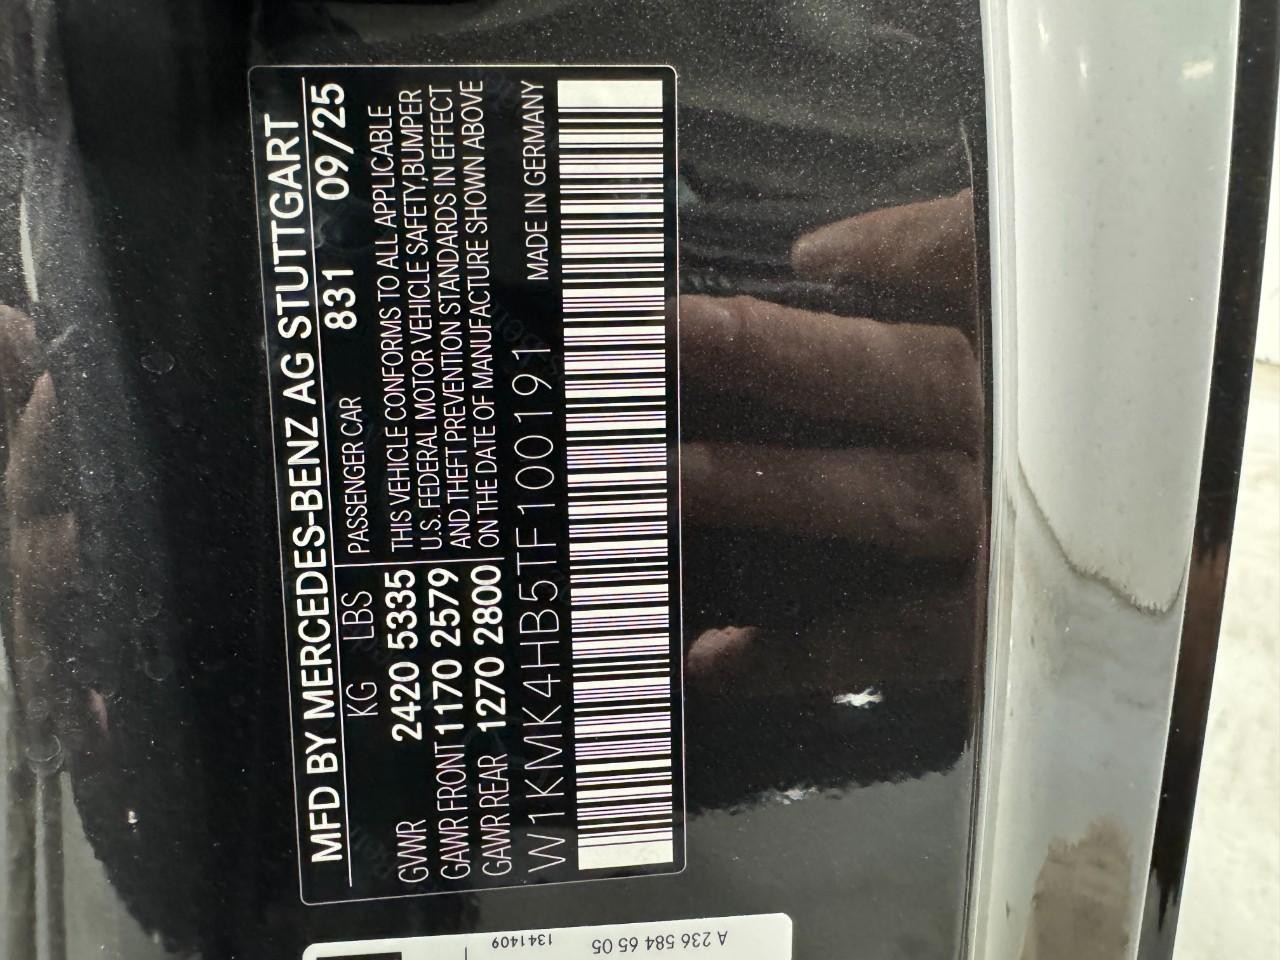 MFD BY MERCEDES-BENZ AG STUTTGART
KG LBS PASSENGER CAR 831 09/25
GVWR 2420 5335 THIS VEHICLE CONFORMS TO ALL APPLICABLE
GAWR FRONT 1170 2579 U.S. FEDERAL MOTOR VEHICLE SAFETY,BUMPER
GAWR REAR 1270 2800 AND THEFT PREVENTION STANDARDS IN EFFECT
ON THE DATE OF MANUFACTURE SHOWN ABOVE
W1KMK4HB5TF100191 MADE IN GERMANY
A 236 584 65 05
1341409